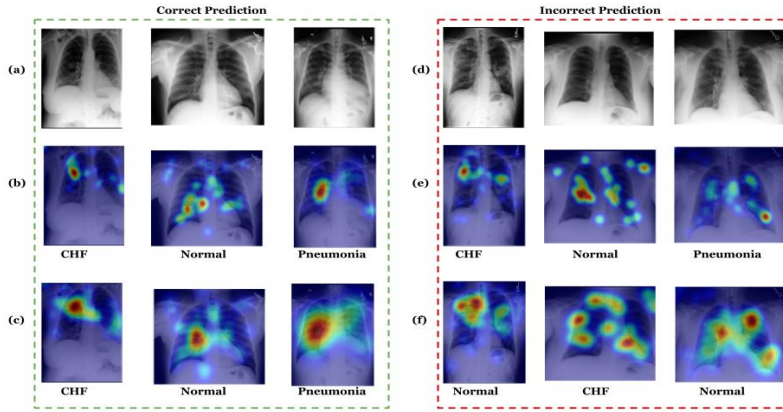 Correct Prediction
Incorrect Prediction
(a)
(d)
(b)
(e)
CHF Normal Pneumonia
CHF Normal Pneumonia
(c)
(f)
CHF Normal Pneumonia
Normal CHF Normal